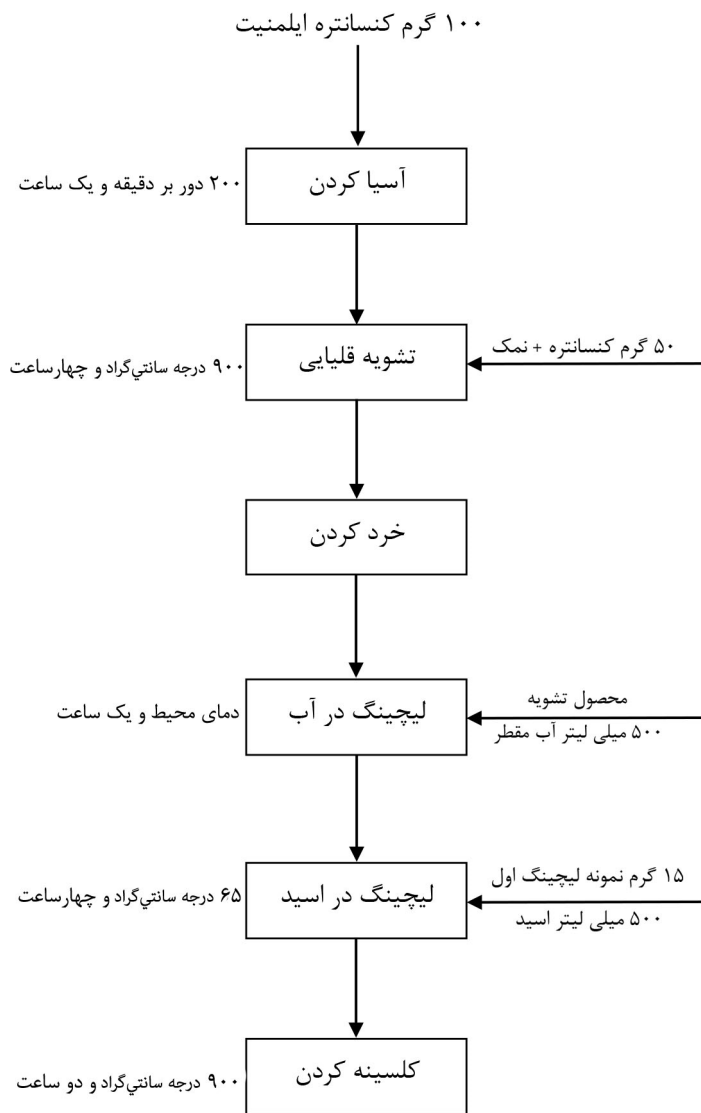 ۱۰۰ گرم کنسانتره ایلمنیت
آسیا کردن
۲۰۰ دور بر دقیقه و یک ساعت
تشویه قلیایی
۵۰ گرم کنسانتره + نمک
۹۰۰ درجه سانتي‌گراد و چهارساعت
خرد کردن
لیچینگ در آب
محصول تشویه
۵۰۰ میلی لیتر آب مقطر
دمای محیط و یک ساعت
لیچینگ در اسید
۱۵ گرم نمونه لیچینگ اول
۵۰۰ میلی لیتر اسید
۶۵ درجه سانتي‌گراد و چهارساعت
کلسینه کردن
۹۰۰ درجه سانتي‌گراد و دو ساعت